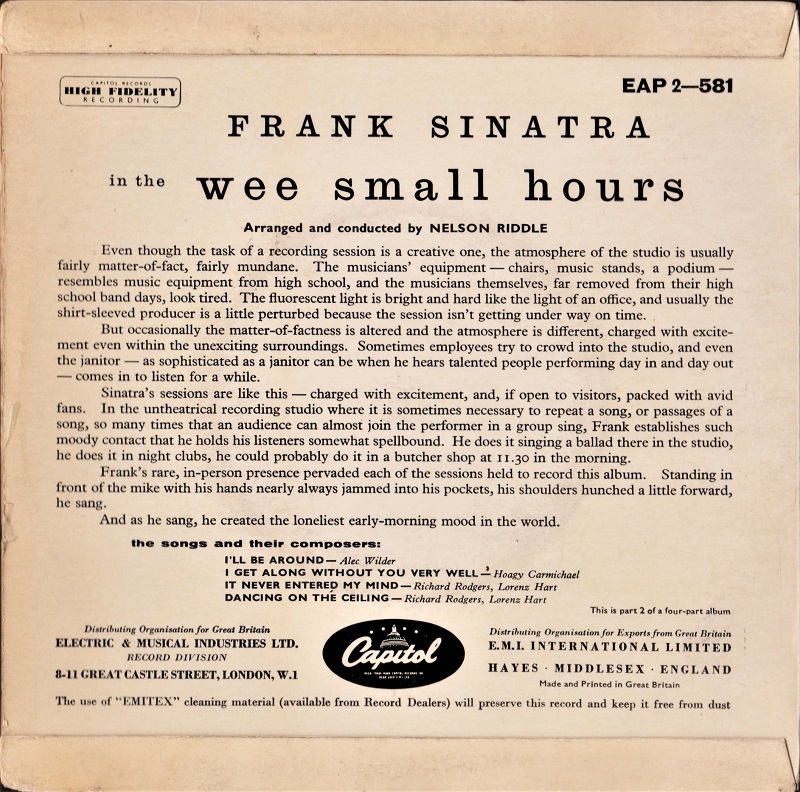 CAPITOL RECORDS
HIGH FIDELITY
RECORDING
EAP 2—581
FRANK SINATRA
in the wee small hours
Arranged and conducted by NELSON RIDDLE
Even though the task of a recording session is a creative one, the atmosphere of the studio is usually
fairly matter-of-fact, fairly mundane. The musicians' equipment — chairs, music stands, a podium —
resembles music equipment from high school, and the musicians themselves, far removed from their high
school band days, look tired. The fluorescent light is bright and hard like the light of an office, and usually the
shirt-sleeved producer is a little perturbed because the session isn't getting under way on time.
But occasionally the matter-of-factness is altered and the atmosphere is different, charged with excite-
ment even within the unexciting surroundings. Sometimes employees try to crowd into the studio, and even
the janitor — as sophisticated as a janitor can be when he hears talented people performing day in and day out
— comes in to listen for a while.
Sinatra's sessions are like this — charged with excitement, and, if open to visitors, packed with avid
fans. In the untheatrical recording studio where it is sometimes necessary to repeat a song, or passages of a
song, so many times that an audience can almost join the performer in a group sing, Frank establishes such
moody contact that he holds his listeners somewhat spellbound. He does it singing a ballad there in the studio,
he does it in night clubs, he could probably do it in a butcher shop at 11.30 in the morning.
Frank's rare, in-person presence pervaded each of the sessions held to record this album. Standing in
front of the mike with his hands nearly always jammed into his pockets, his shoulders hunched a little forward,
he sang.
And as he sang, he created the loneliest early-morning mood in the world.
the songs and their composers:
I'LL BE AROUND — Alec Wilder
I GET ALONG WITHOUT YOU VERY WELL — Hoagy Carmichael
IT NEVER ENTERED MY MIND — Richard Rodgers, Lorenz Hart
DANCING ON THE CEILING — Richard Rodgers, Lorenz Hart
This is part 2 of a four-part album
Distributing Organisation for Great Britain
ELECTRIC & MUSICAL INDUSTRIES LTD.
RECORD DIVISION
8-11 GREAT CASTLE STREET, LONDON, W.1
Capitol
Distributing Organisation for Exports from Great Britain
E.M.I. INTERNATIONAL LIMITED
HAYES · MIDDLESEX · ENGLAND
Made and Printed in Great Britain
The use of "EMITEX" cleaning material (available from Record Dealers) will preserve this record and keep it free from dust